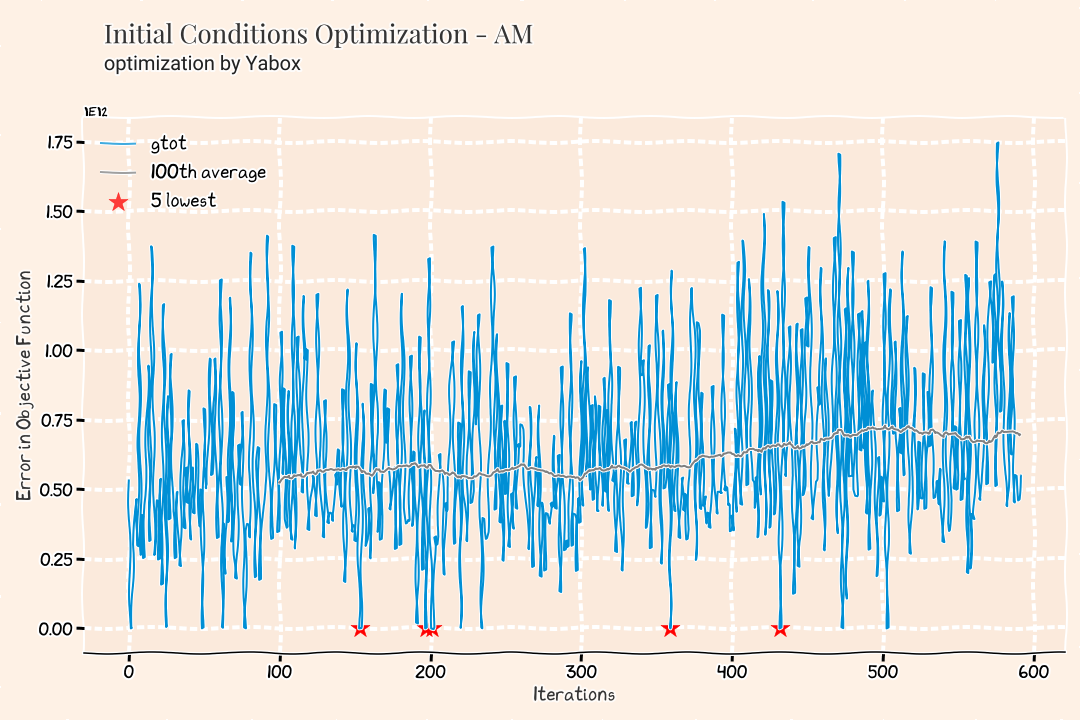 Initial Conditions Optimization - AM
optimization by Yabox
1E12
gtot
100th average
5 lowest
1.75
1.50
1.25
1.00
0.75
0.50
0.25
0.00
Error in Objective Function
0 100 200 300 400 500 600
Iterations